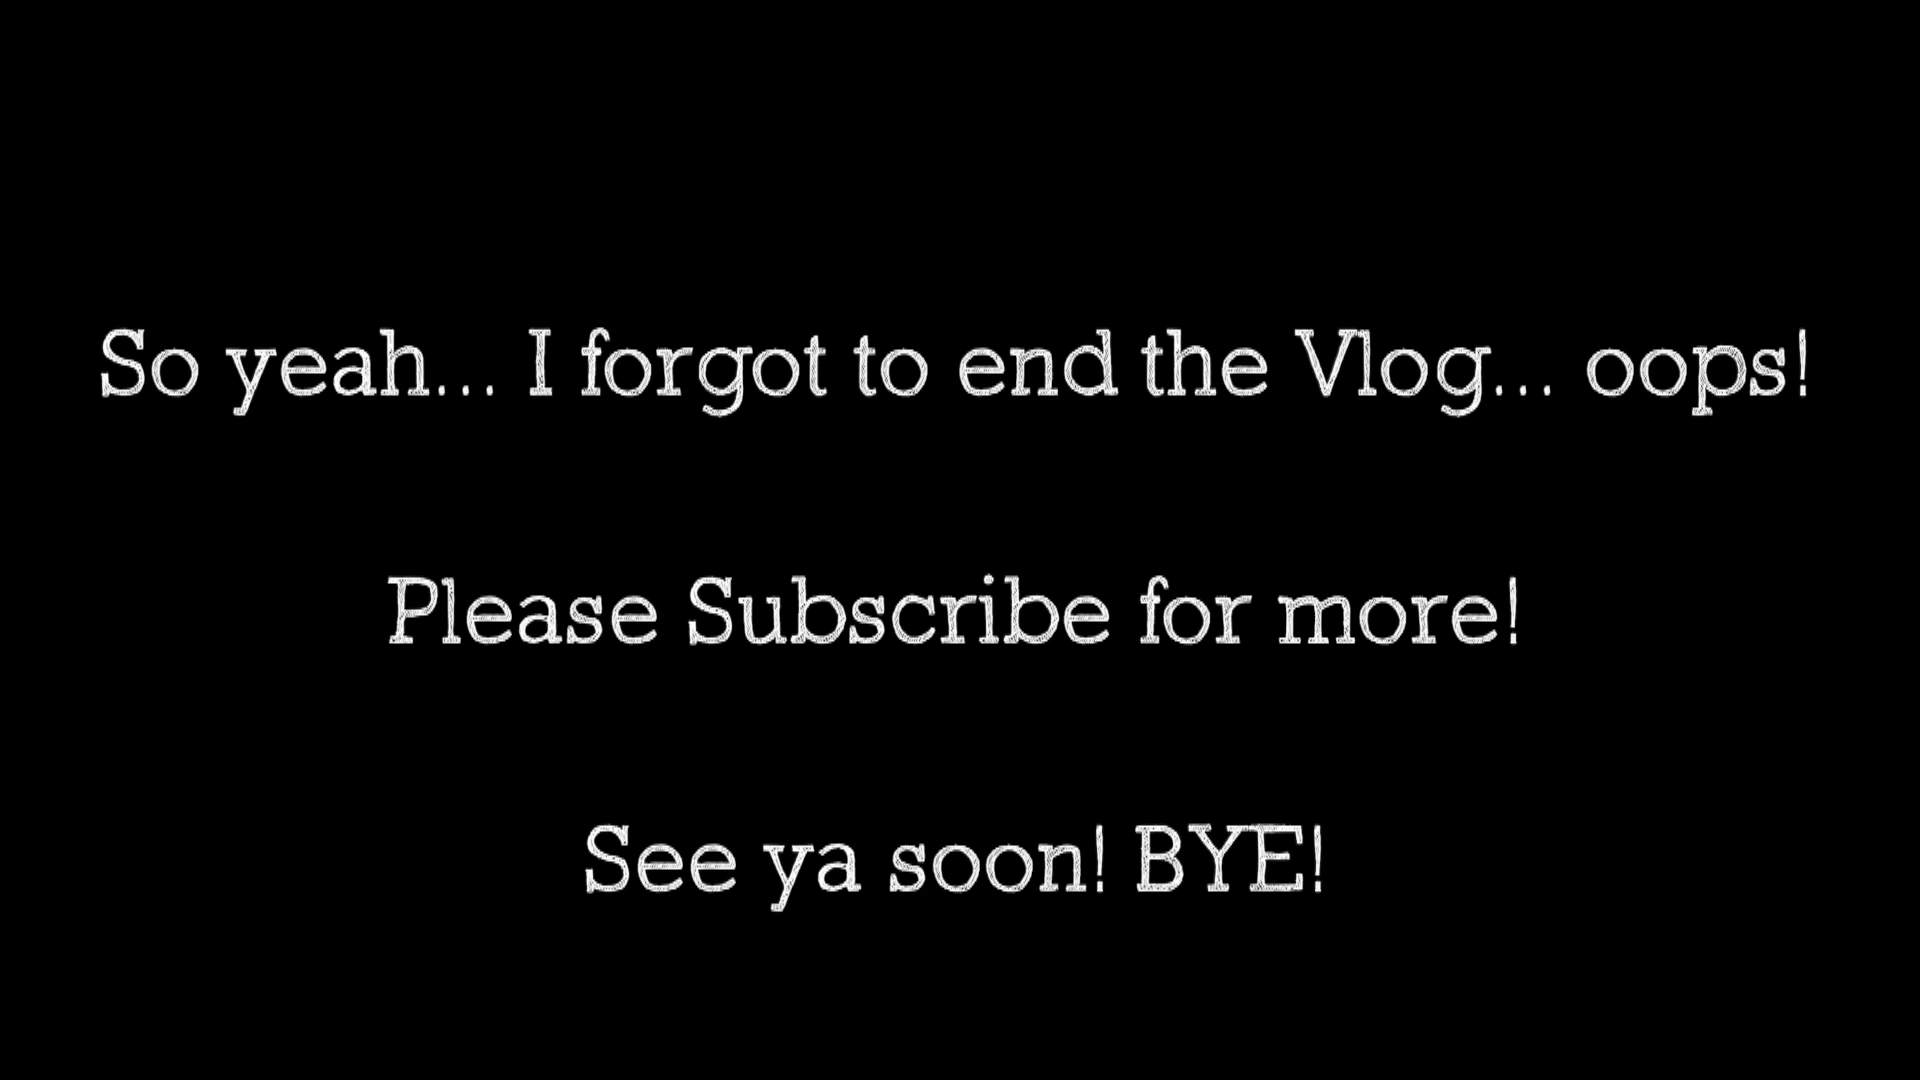 So yeah... I forgot to end the Vlog... oops!
Please Subscribe for more!
See ya soon! BYE!